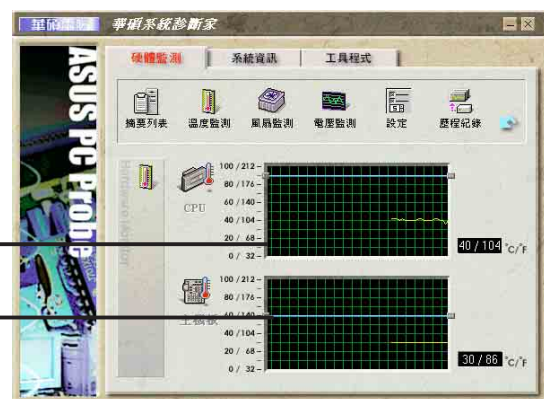 華碩系統診斷家
ASUS PC Probe
硬體監測
系統資訊
工具程式
摘要列表
溫度監測
風扇監測
電壓監測
設定
歷程紀錄
Hardware Monitor
CPU
100 / 212
80 / 176
60 / 140
40 / 104
20 / 68
0 / 32
40 / 104 °C/°F
主機板
100 / 212
80 / 176
60 / 140
40 / 104
20 / 68
0 / 32
30 / 86 °C/°F